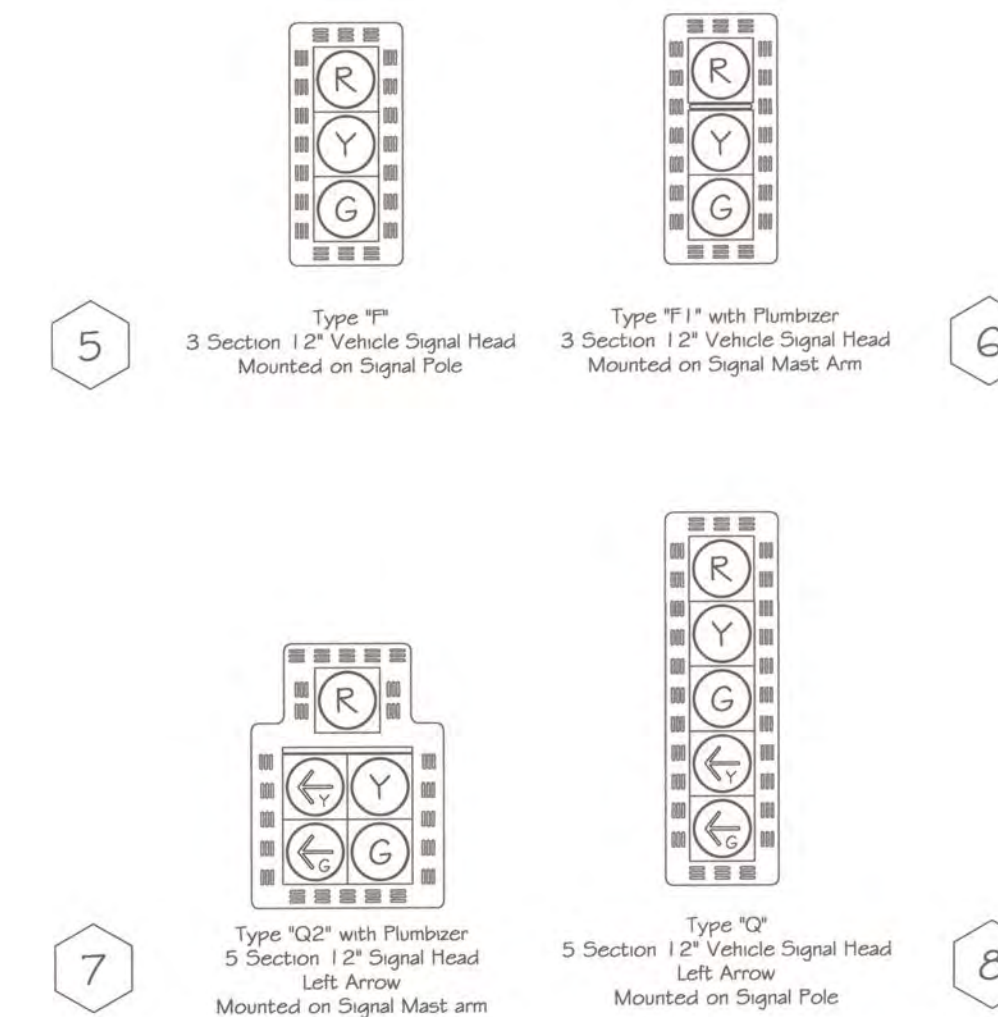 R
Y
G
R
Y
G
5
Type "F"
3 Section 12" Vehicle Signal Head
Mounted on Signal Pole
Type "F1" with Plumbizer
3 Section 12" Vehicle Signal Head
Mounted on Signal Mast Arm
6
R
Y
Y
G
G
R
Y
G
Y
G
7
Type "Q2" with Plumbizer
5 Section 12" Signal Head
Left Arrow
Mounted on Signal Mast arm
Type "Q"
5 Section 12" Vehicle Signal Head
Left Arrow
Mounted on Signal Pole
8